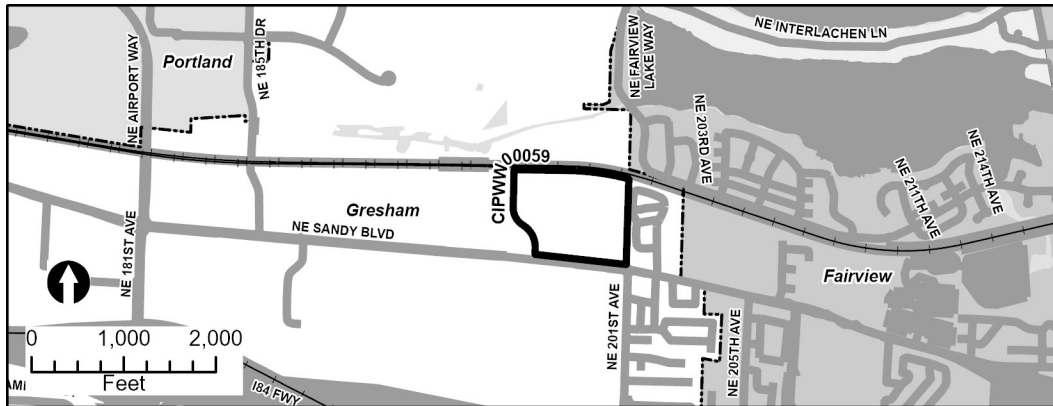 NE INTERLACHEN LN
NE FAIRVIEW
LAKE WAY
Portland
NE 185TH DR
NE AIRPORT WAY
NE 203RD AVE
NE 214TH AVE
NE 211TH AVE
CIPWW00059
Gresham
NE SANDY BLVD
NE 181ST AVE
Fairview
NE 201ST AVE
NE 205TH AVE
0 1,000 2,000
Feet
I84 FWY